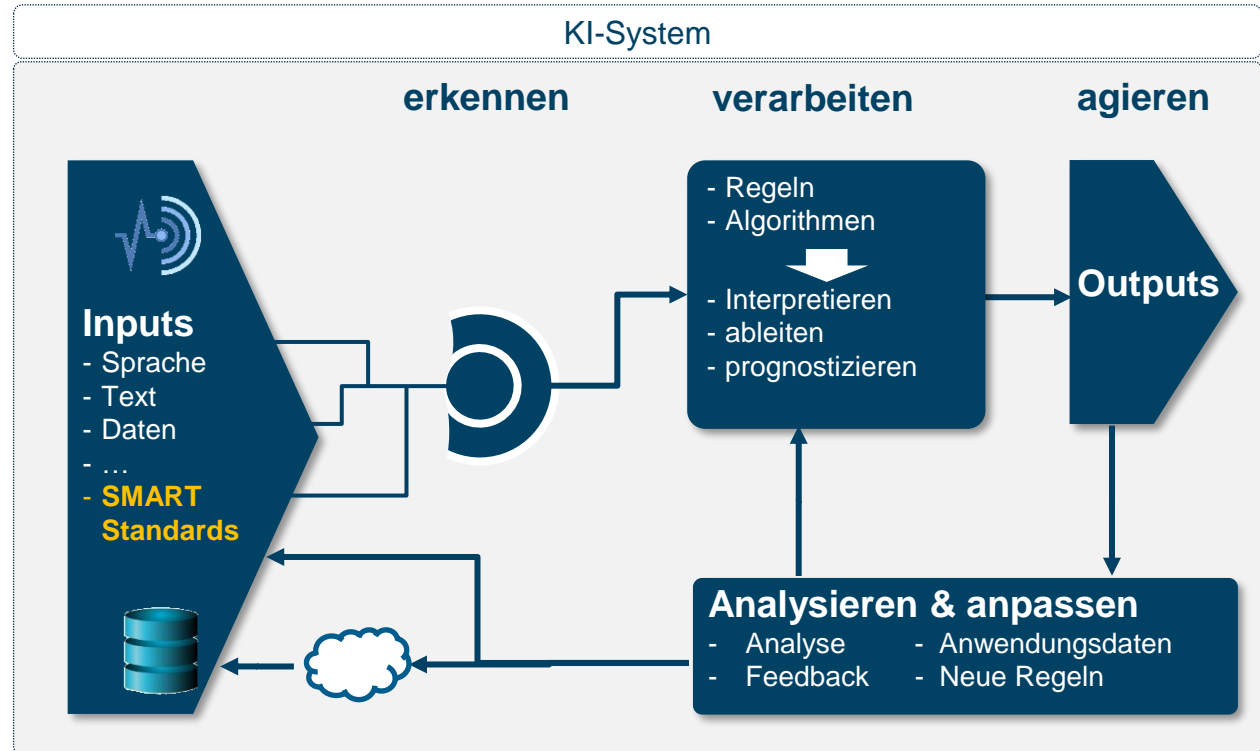 KI-System
erkennen
verarbeiten
agieren
Inputs
- Sprache
- Text
- Daten
- …
- SMART
Standards
- Regeln
- Algorithmen
- Interpretieren
- ableiten
- prognostizieren
Outputs
Analysieren & anpassen
- Analyse
- Feedback
- Anwendungsdaten
- Neue Regeln